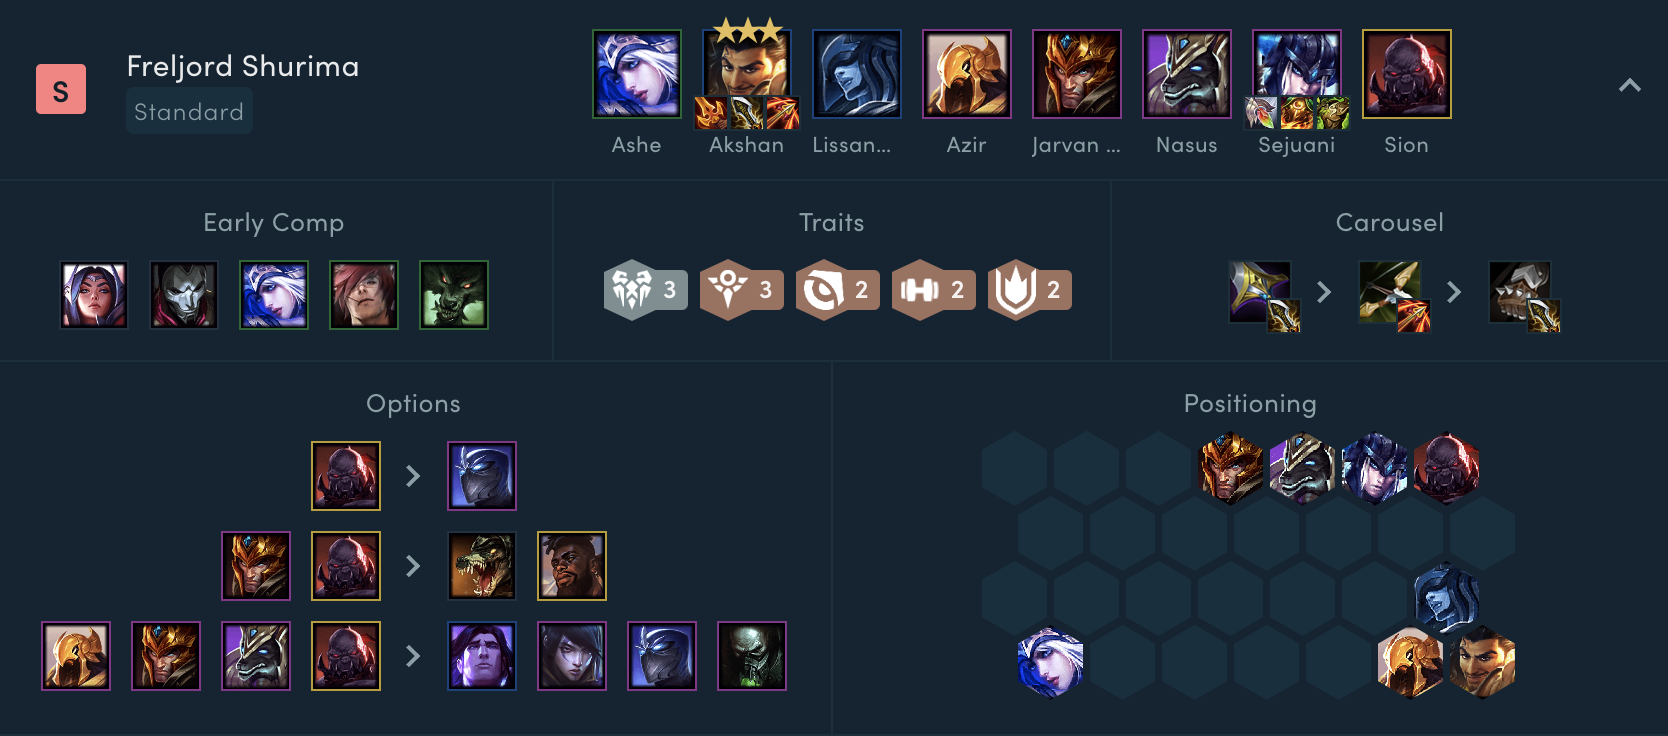 S
Freljord Shurima
Standard
Ashe
Akshan
Lissan...
Azir
Jarvan ...
Nasus
Sejuani
Sion
Early Comp
Traits
Carousel
3
3
2
2
2
Options
Positioning